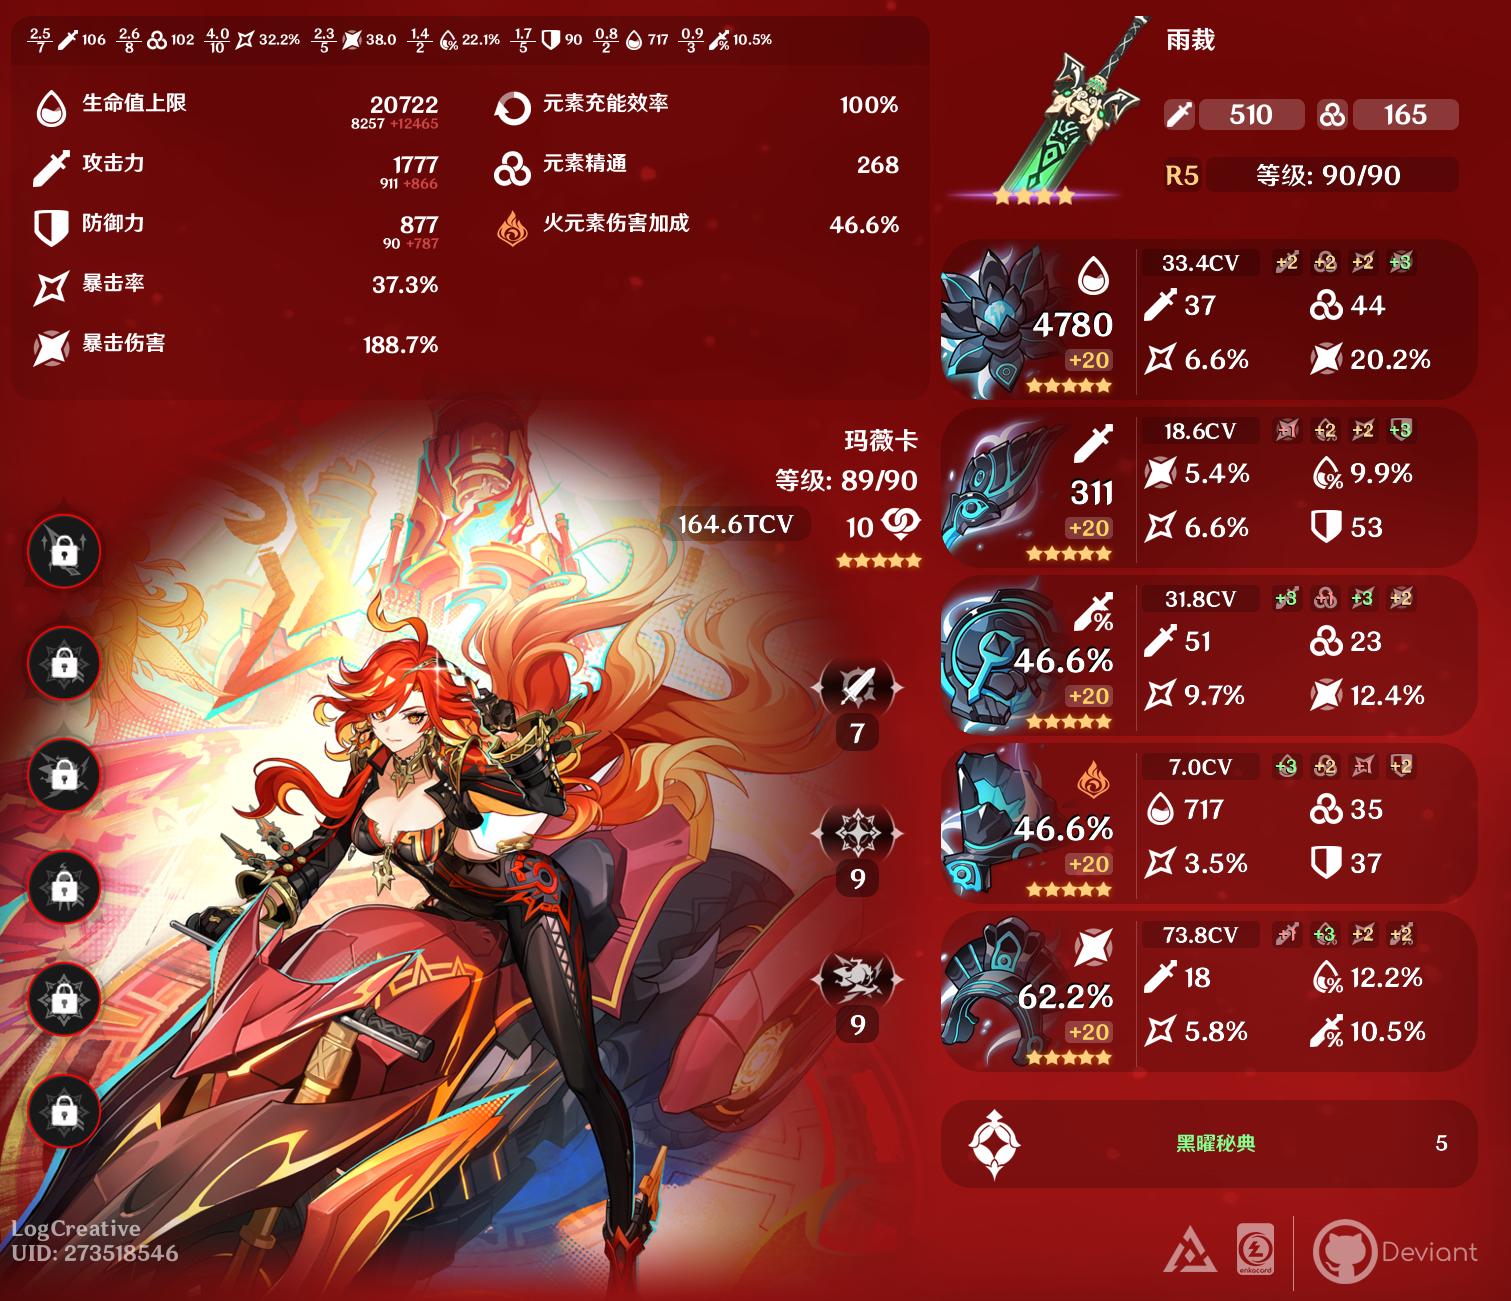 2.5
7
106
2.6
8
102
4.0
10
32.2%
2.3
5
38.0
1.4
2
22.1%
1.7
5
90
0.8
2
717
0.9
3
10.5%
生命值上限
20722
8257 +12465
元素充能效率
100%
攻击力
1777
911 +866
元素精通
268
防御力
877
90 +787
火元素伤害加成
46.6%
暴击率
37.3%
暴击伤害
188.7%
雨裁
510
165
R5
等级: 90/90
4780
+20
33.4CV
+2 +2 +2 +3
37
44
6.6%
20.2%
311
+20
18.6CV
+1 +2 +2 +3
5.4%
9.9%
6.6%
53
46.6%
+20
31.8CV
+3 +1 +3 +2
51
23
9.7%
12.4%
46.6%
+20
7.0CV
+3 +2 +1 +2
717
35
3.5%
37
62.2%
+20
73.8CV
+1 +3 +2 +2
18
12.2%
5.8%
10.5%
黑曜秘典
5
玛薇卡
等级: 89/90
164.6TCV
10
7
9
9
LogCreative
UID: 273518546
enkacard
Deviant